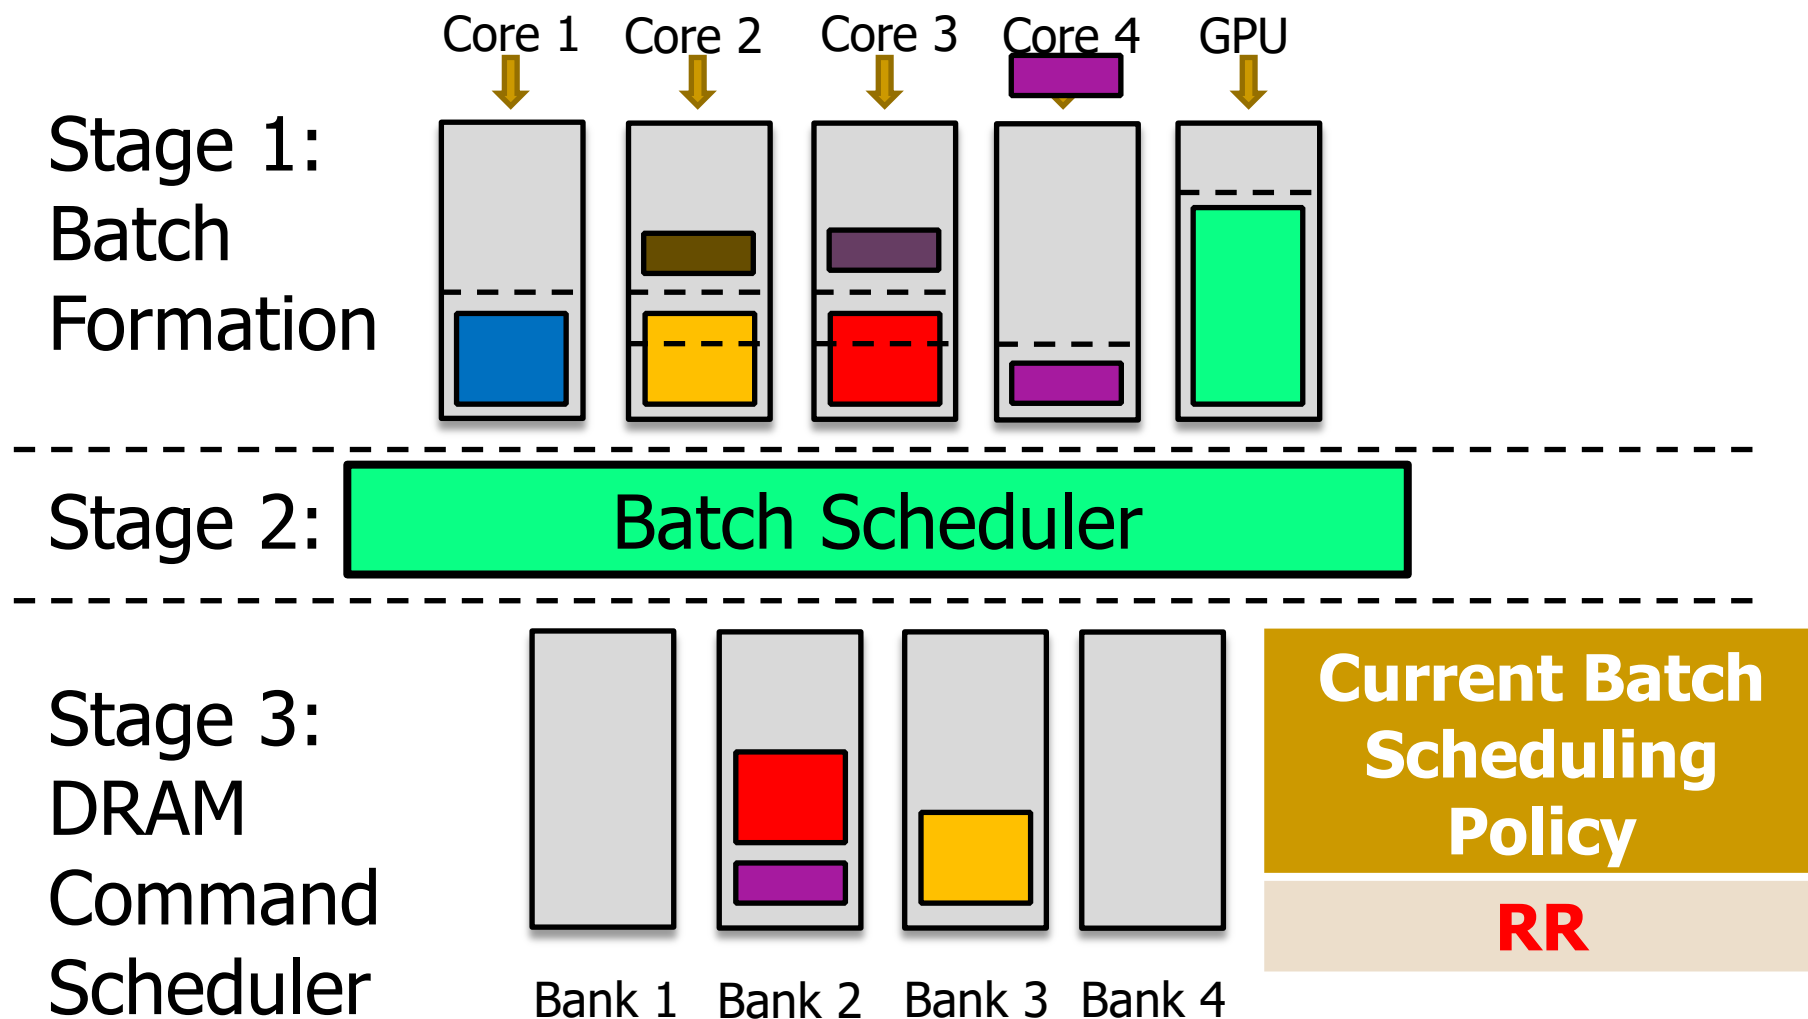 Core 1
Core 2
Core 3
Core 4
GPU
Stage 1:
Batch
Formation
Stage 2:
Batch Scheduler
Stage 3:
DRAM
Command
Scheduler
Bank 1
Bank 2
Bank 3
Bank 4
Current Batch
Scheduling
Policy
RR